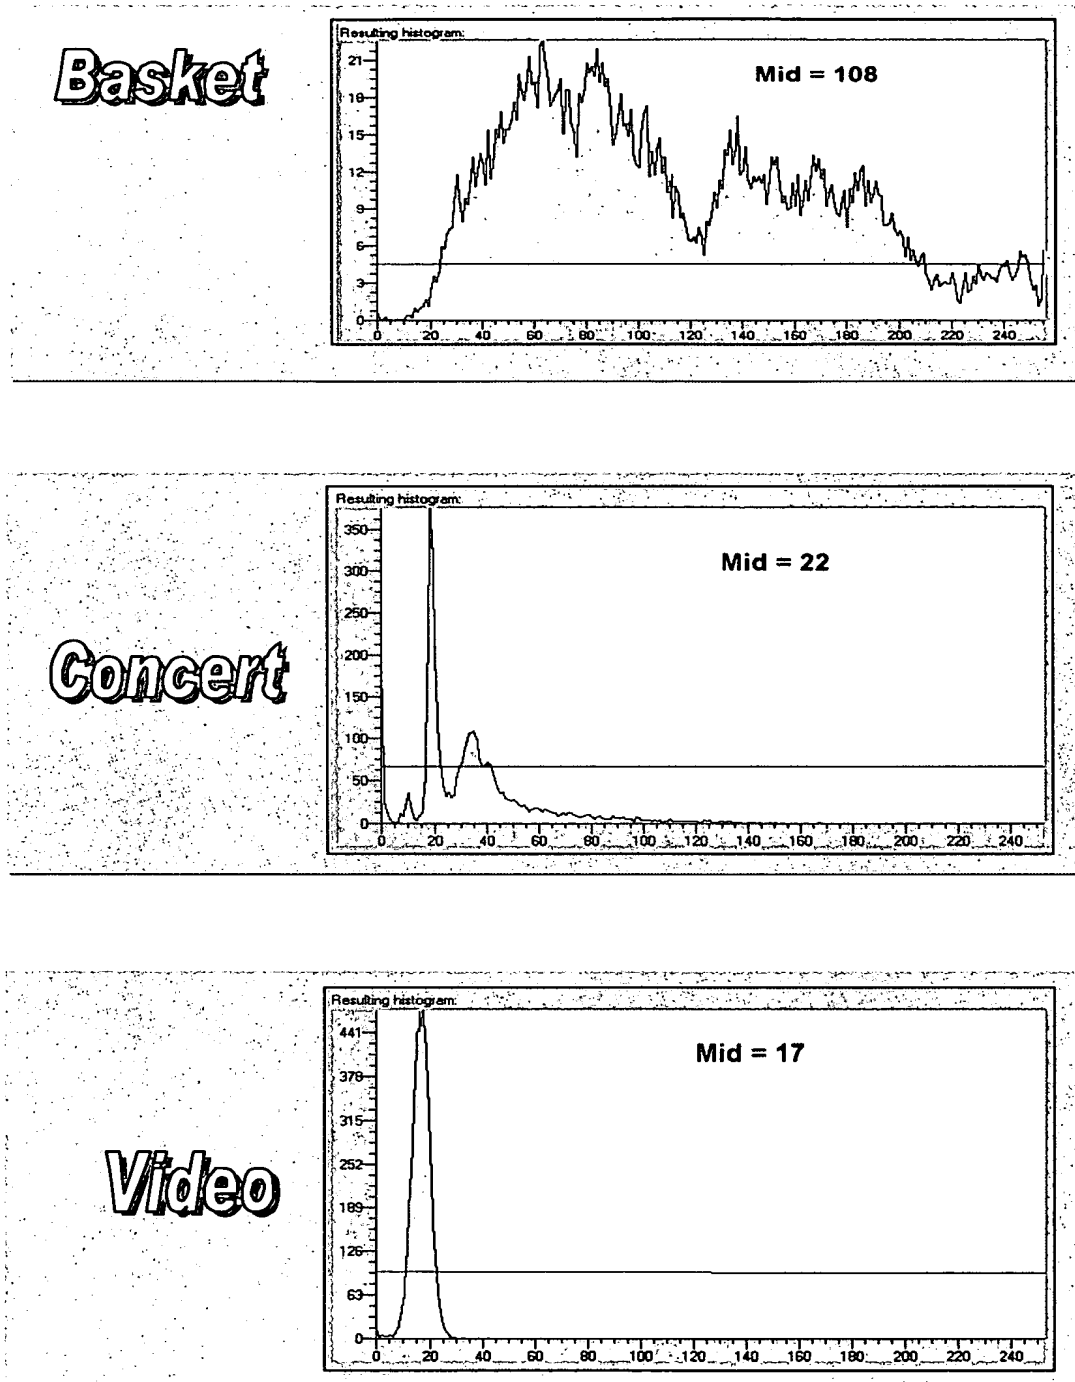 Basket
Resulting histogram:
Mid = 108
21
18
15
12
9
6
3
0
0 20 40 60 80 100 120 140 160 180 200 220 240
Concert
Resulting histogram:
Mid = 22
350
300
250
200
150
100
50
0
0 20 40 60 80 100 120 140 160 180 200 220 240
Video
Resulting histogram:
Mid = 17
441
378
315
252
189
126
63
0
0 20 40 60 80 100 120 140 160 180 200 220 240